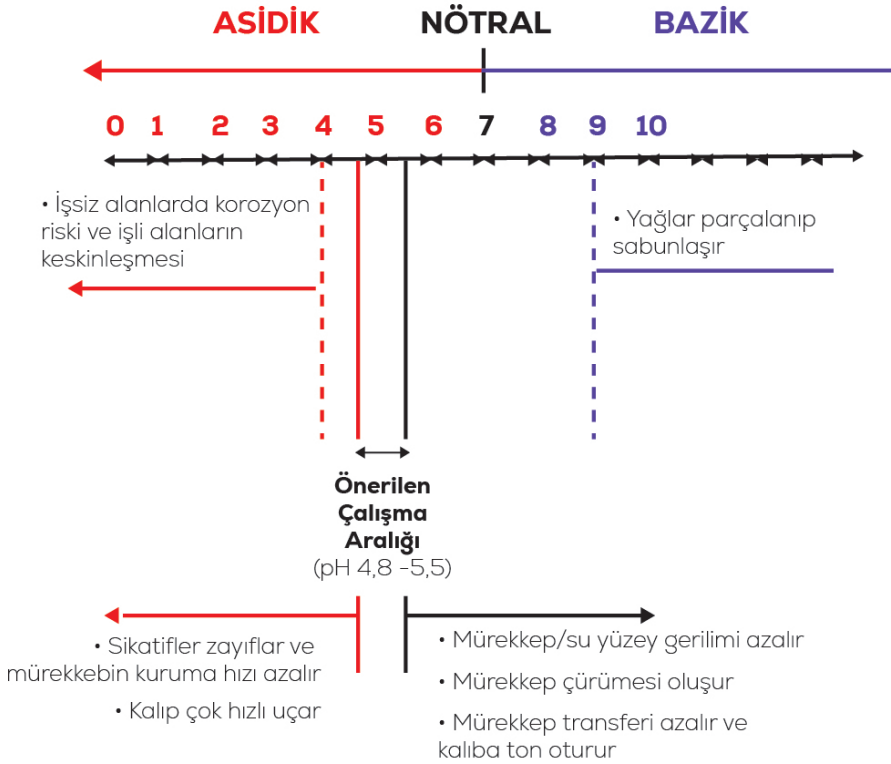 ASİDİK NÖTRAL BAZİK
0 1 2 3 4 5 6 7 8 9 10
• İşsiz alanlarda korozyon
riski ve işli alanların
keskinleşmesi
• Yağlar parçalanıp
sabunlaşır
Önerilen
Çalışma
Aralığı
(pH 4,8 -5,5)
• Sikatifler zayıflar ve
mürekkebin kuruma hızı azalır
• Kalıp çok hızlı uçar
• Mürekkep/su yüzey gerilimi azalır
• Mürekkep çürümesi oluşur
• Mürekkep transferi azalır ve
kalıba ton oturur